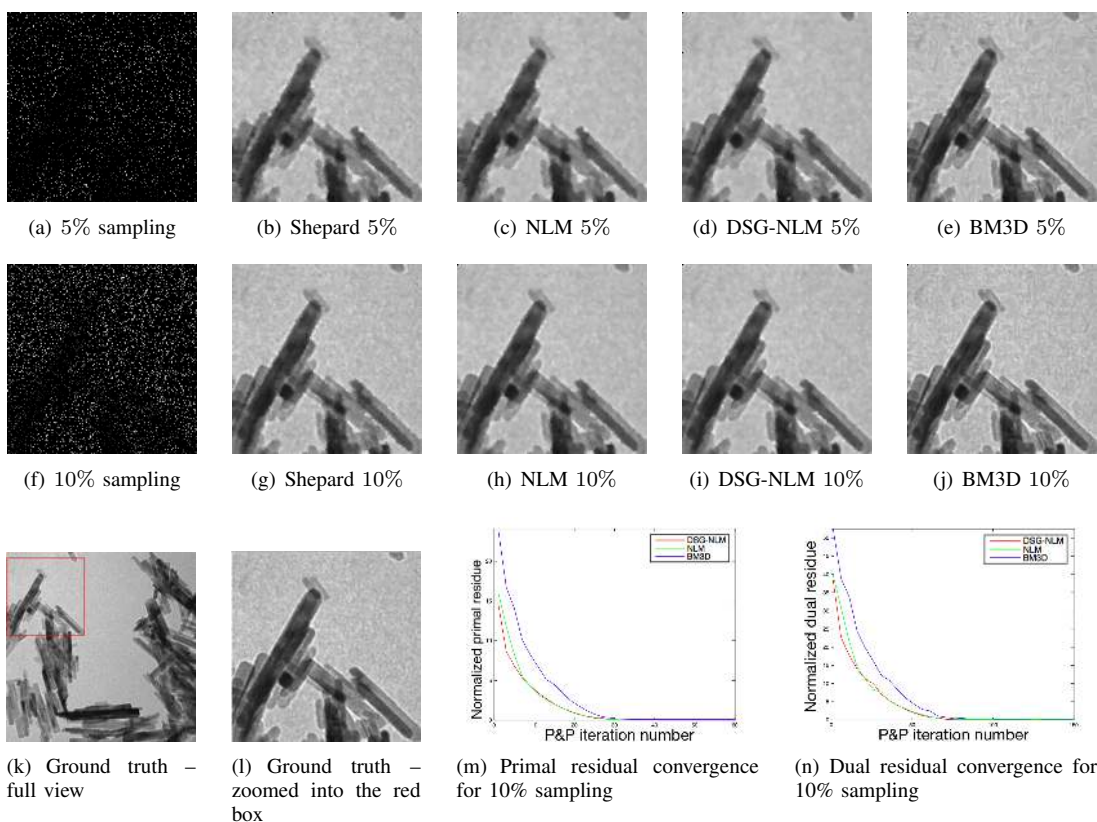 (a) 5% sampling
(b) Shepard 5%
(c) NLM 5%
(d) DSG-NLM 5%
(e) BM3D 5%
(f) 10% sampling
(g) Shepard 10%
(h) NLM 10%
(i) DSG-NLM 10%
(j) BM3D 10%
(k) Ground truth –
full view
(l) Ground truth –
zoomed into the red
box
Normalized primal residue
DSG-NLM
NLM
BM3D
P&P iteration number
(m) Primal residual convergence
for 10% sampling
Normalized dual residue
DSG-NLM
NLM
BM3D
P&P iteration number
(n) Dual residual convergence for
10% sampling